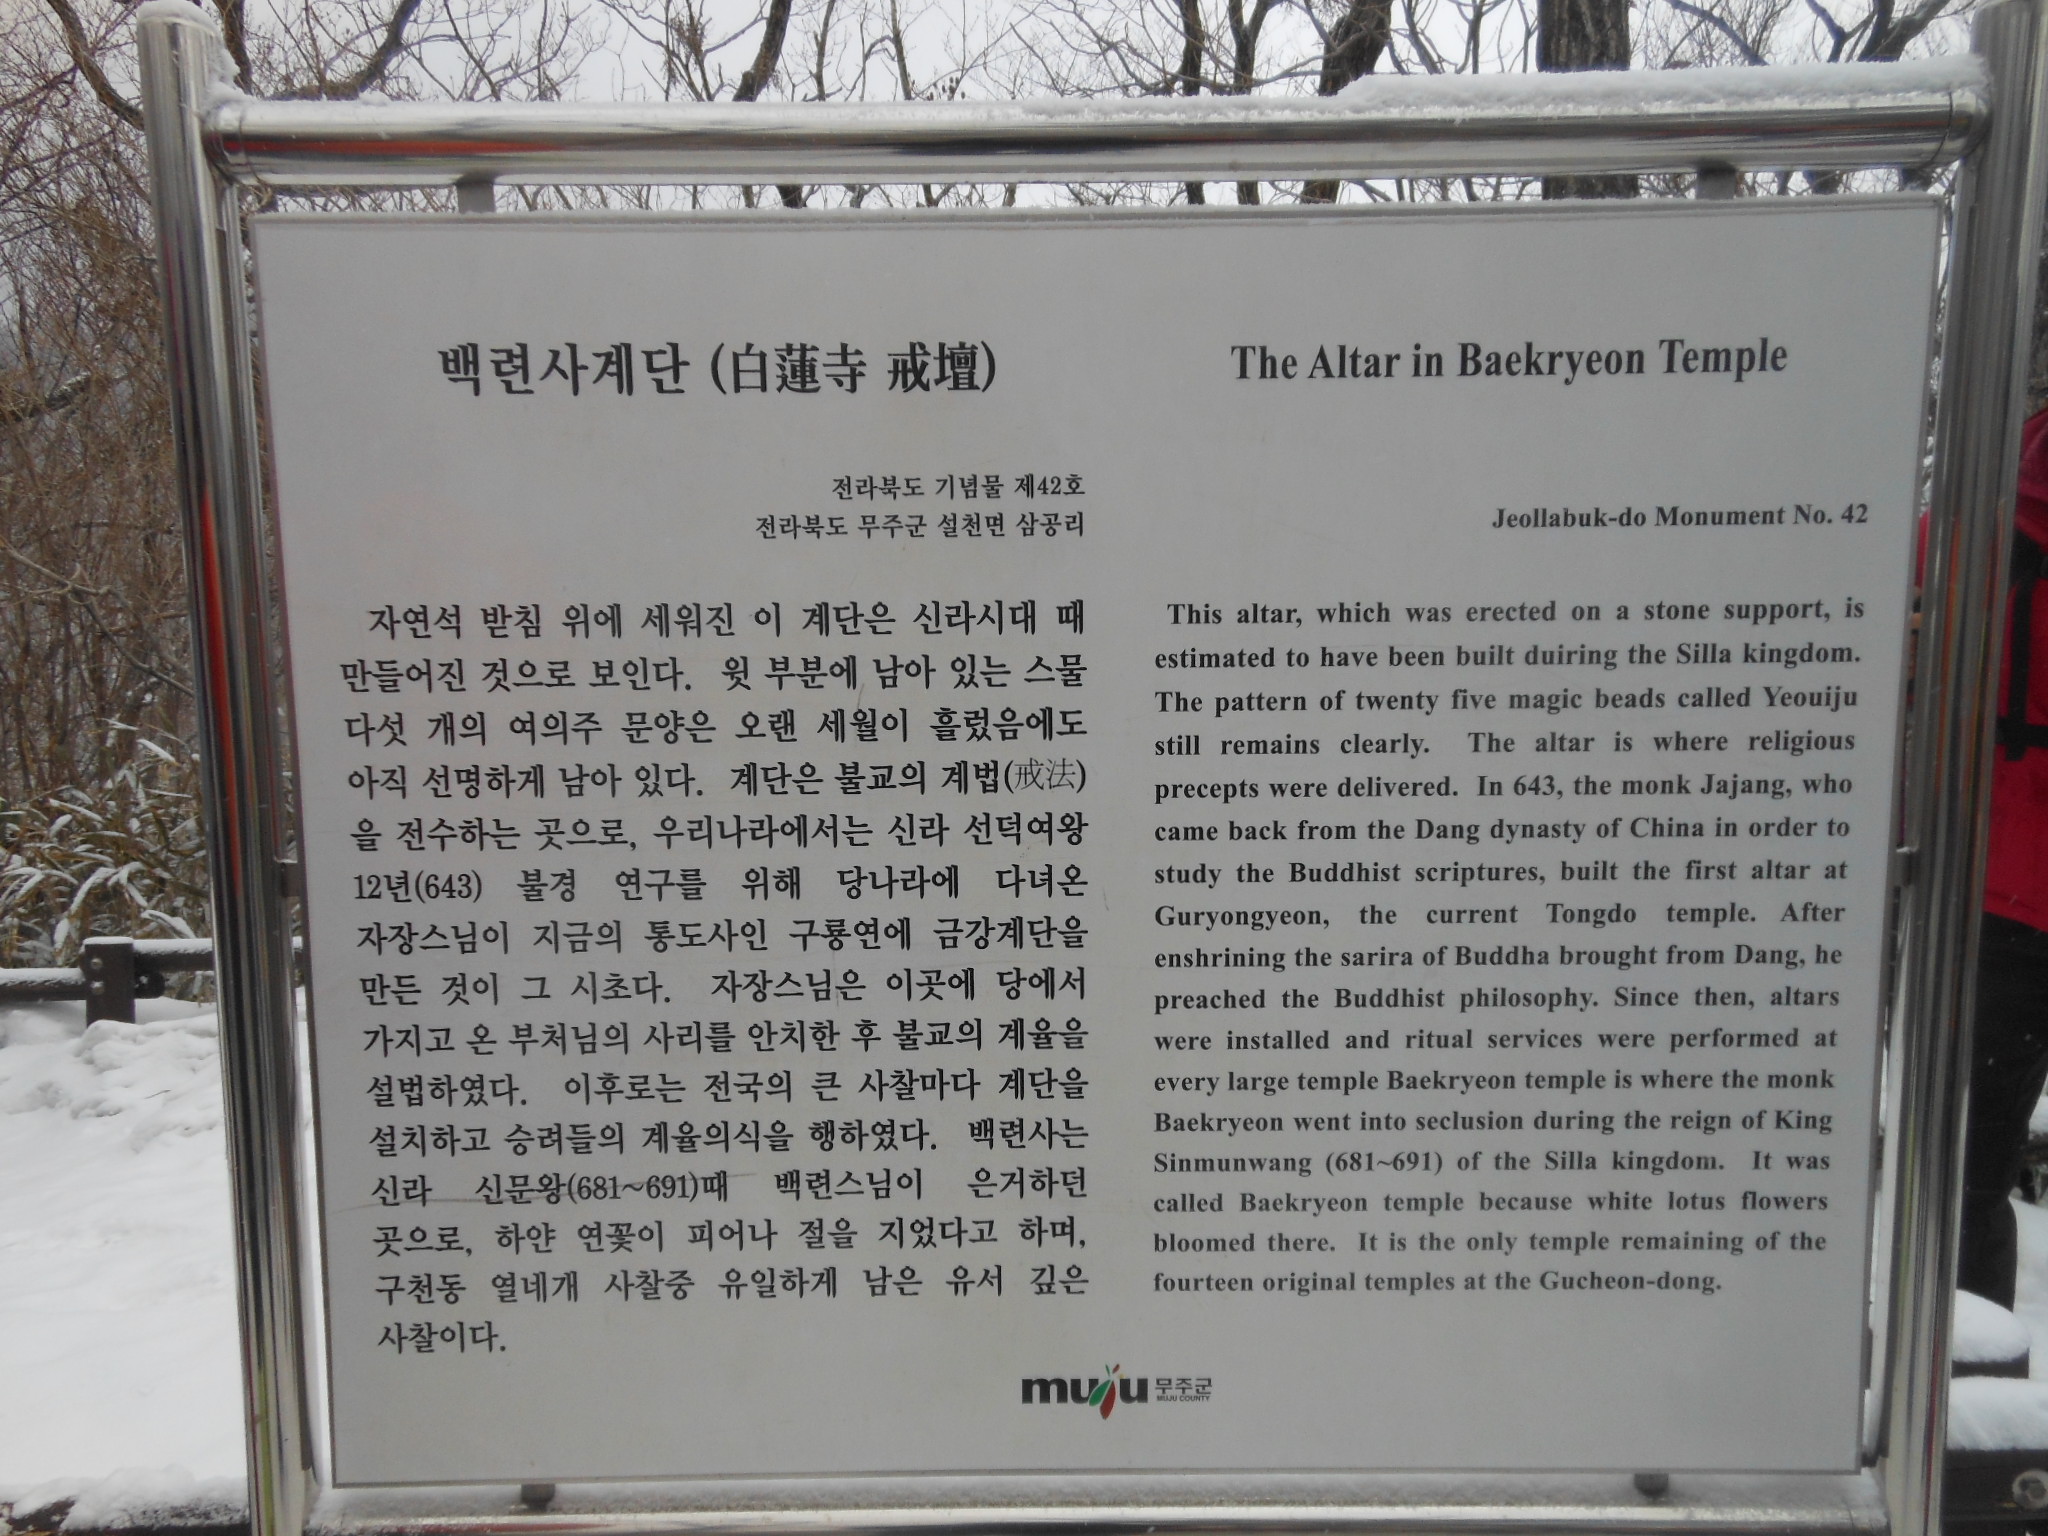 백련사계단 (白蓮寺 戒壇)
전라북도 기념물 제42호
전라북도 무주군 설천면 삼공리
자연석 받침 위에 세워진 이 계단은 신라시대 때
만들어진 것으로 보인다. 윗 부분에 남아 있는 스물
다섯 개의 여의주 문양은 오랜 세월이 흘렀음에도
아직 선명하게 남아 있다. 계단은 불교의 계법(戒法)
을 전수하는 곳으로, 우리나라에서는 신라 선덕여왕
12년(643) 불경 연구를 위해 당나라에 다녀온
자장스님이 지금의 통도사인 구룡연에 금강계단을
만든 것이 그 시초다. 자장스님은 이곳에 당에서
가지고 온 부처님의 사리를 안치한 후 불교의 계율을
설법하였다. 이후로는 전국의 큰 사찰마다 계단을
설치하고 승려들의 계율의식을 행하였다. 백련사는
신라 신문왕(681~691)때 백련스님이 은거하던
곳으로, 하얀 연꽃이 피어나 절을 지었다고 하며,
구천동 열네개 사찰중 유일하게 남은 유서 깊은
사찰이다.
The Altar in Baekryeon Temple
Jeollabuk-do Monument No. 42
This altar, which was erected on a stone support, is
estimated to have been built duiring the Silla kingdom.
The pattern of twenty five magic beads called Yeouiju
still remains clearly. The altar is where religious
precepts were delivered. In 643, the monk Jajang, who
came back from the Dang dynasty of China in order to
study the Buddhist scriptures, built the first altar at
Guryongyeon, the current Tongdo temple. After
enshrining the sarira of Buddha brought from Dang, he
preached the Buddhist philosophy. Since then, altars
were installed and ritual services were performed at
every large temple Baekryeon temple is where the monk
Baekryeon went into seclusion during the reign of King
Sinmunwang (681~691) of the Silla kingdom. It was
called Baekryeon temple because white lotus flowers
bloomed there. It is the only temple remaining of the
fourteen original temples at the Gucheon-dong.
muju 무주군
MUJU COUNTY